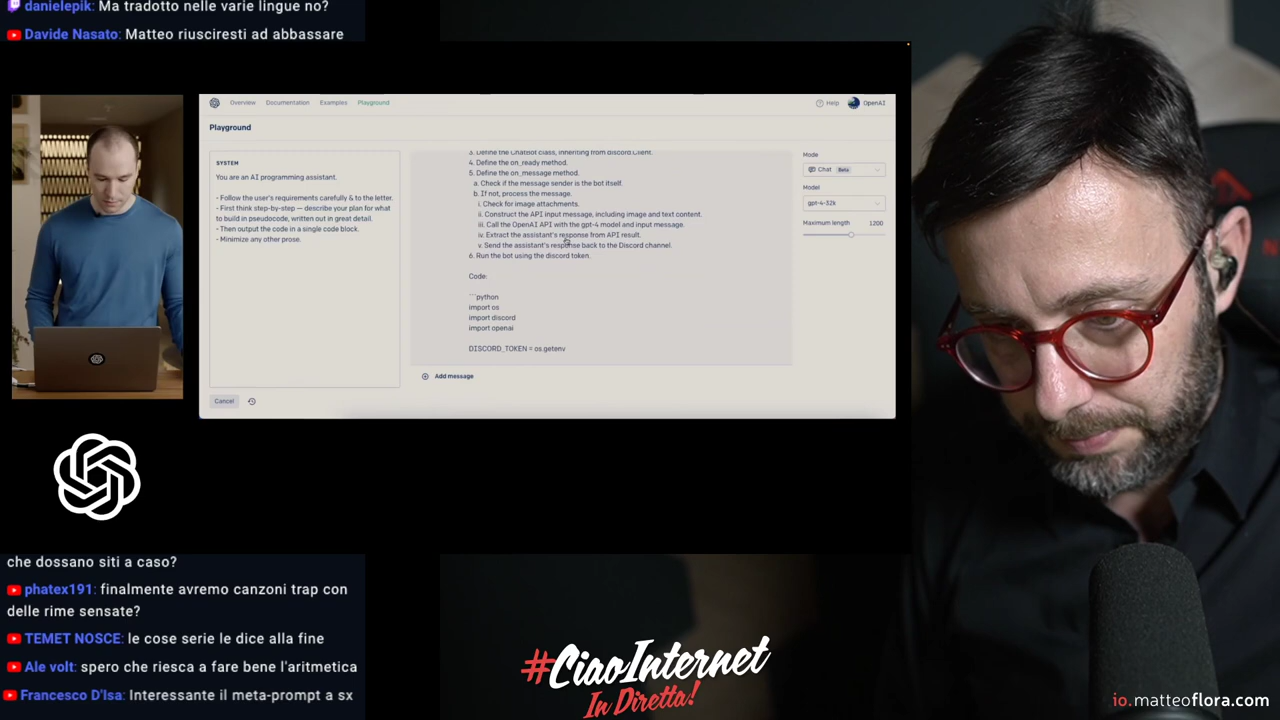 danielepik: Ma tradotto nelle varie lingue no?
Davide Nasato: Matteo riusciresti ad abbassare
Overview Documentation Examples Playground
Help OpenAI
Playground
SYSTEM
You are an AI programming assistant.
- Follow the user's requirements carefully & to the letter.
- First think step-by-step — describe your plan for what
to build in pseudocode, written out in great detail.
- Then output the code in a single code block.
- Minimize any other prose.
Cancel
3. Define the ChatBot class, inheriting from discord.Client.
4. Define the on_ready method.
5. Define the on_message method.
a. Check if the message sender is the bot itself.
b. If not, process the message.
i. Check for image attachments.
ii. Construct the API input message, including image and text content.
iii. Call the OpenAI API with the gpt-4 model and input message.
iv. Extract the assistant's response from API result.
v. Send the assistant's response back to the Discord channel.
6. Run the bot using the discord token.
Code:
```python
import os
import discord
import openai
DISCORD_TOKEN = os.getenv
Add message
Mode
Chat Beta
Model
gpt-4-32k
Maximum length 1200
che dossano siti a caso?
phatex191: finalmente avremo canzoni trap con
delle rime sensate?
TEMET NOSCE: le cose serie le dice alla fine
Ale volt: spero che riesca a fare bene l'aritmetica
Francesco D'Isa: Interessante il meta-prompt a sx
#CiaoInternet
In Diretta!
io.matteoflora.com